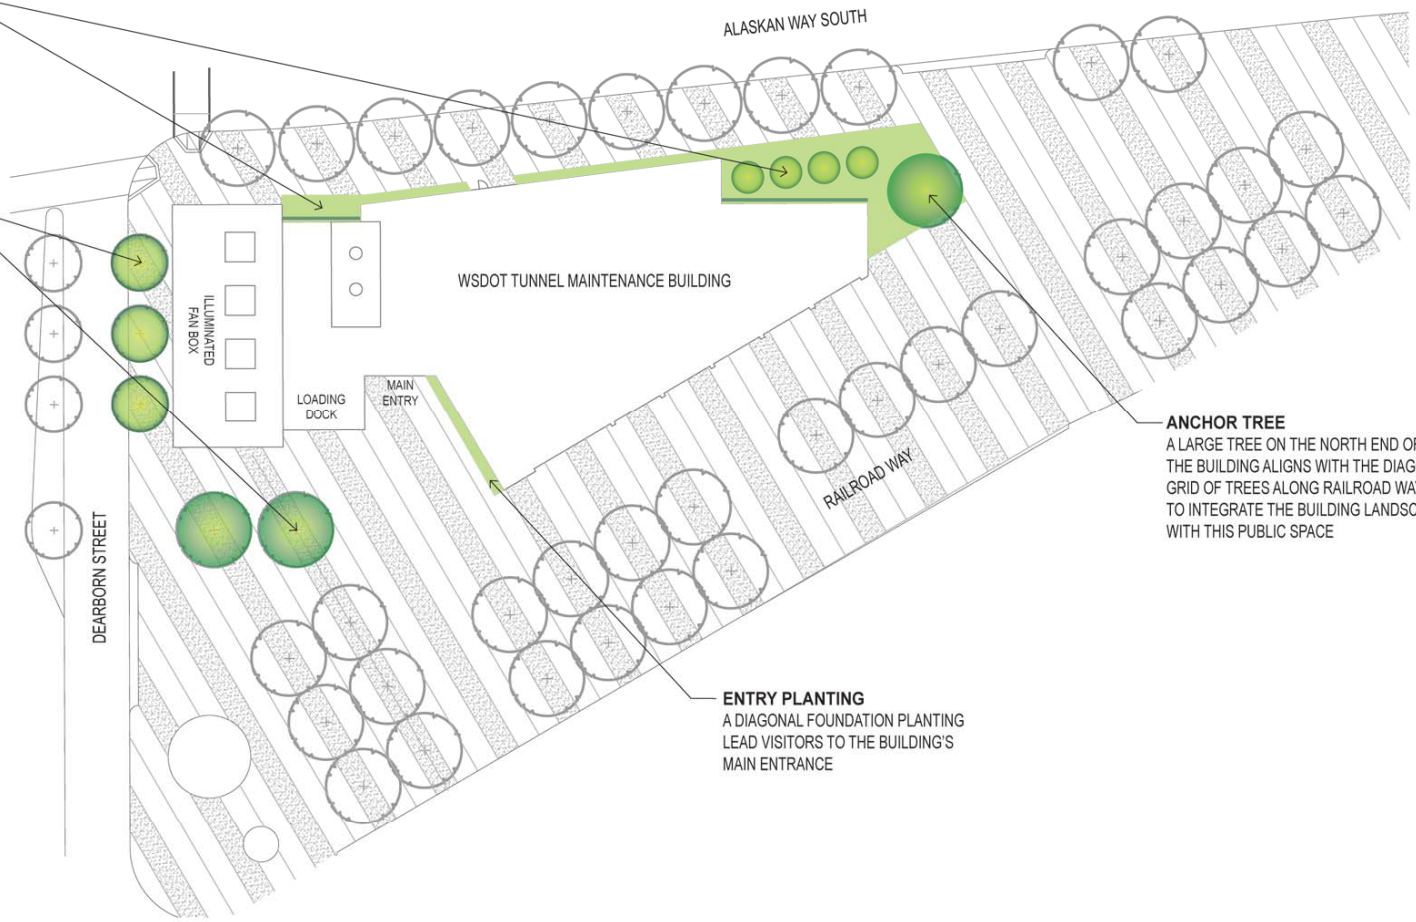 ALASKAN WAY SOUTH
WSDOT TUNNEL MAINTENANCE BUILDING
ILLUMINATED
FAN BOX
LOADING
DOCK
MAIN
ENTRY
RAILROAD WAY
DEARBORN STREET
ANCHOR TREE
A LARGE TREE ON THE NORTH END OF
THE BUILDING ALIGNS WITH THE DIAG
GRID OF TREES ALONG RAILROAD WA
TO INTEGRATE THE BUILDING LANDSC
WITH THIS PUBLIC SPACE
ENTRY PLANTING
A DIAGONAL FOUNDATION PLANTING
LEAD VISITORS TO THE BUILDING'S
MAIN ENTRANCE